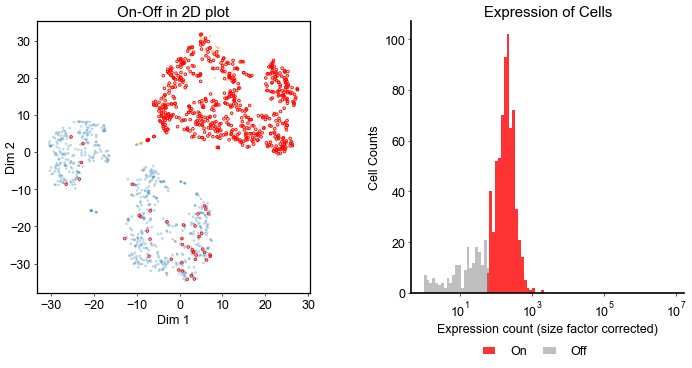 On-Off in 2D plot
Dim 2
30
20
10
0
−10
−20
−30
−30 −20 −10 0 10 20 30
Dim 1
Expression of Cells
Cell Counts
100
80
60
40
20
0
10^1 10^3 10^5 10^7
Expression count (size factor corrected)
On Off